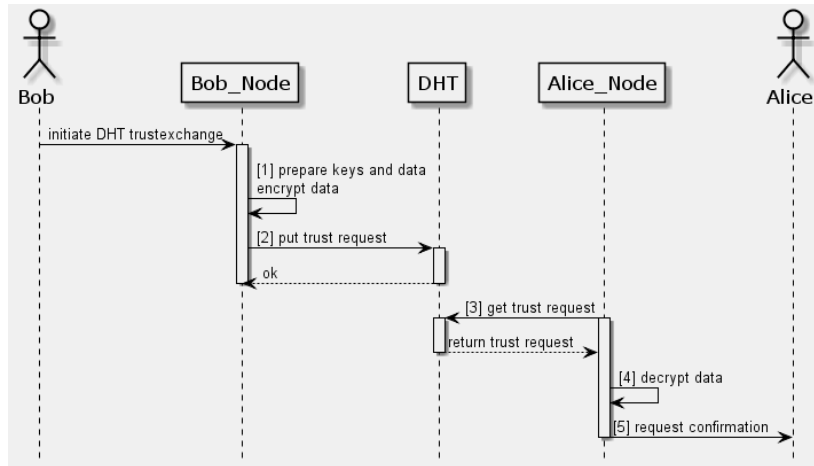 Bob
Bob_Node
DHT
Alice_Node
Alice
initiate DHT trustexchange
[1] prepare keys and data
encrypt data
[2] put trust request
ok
[3] get trust request
return trust request
[4] decrypt data
[5] request confirmation